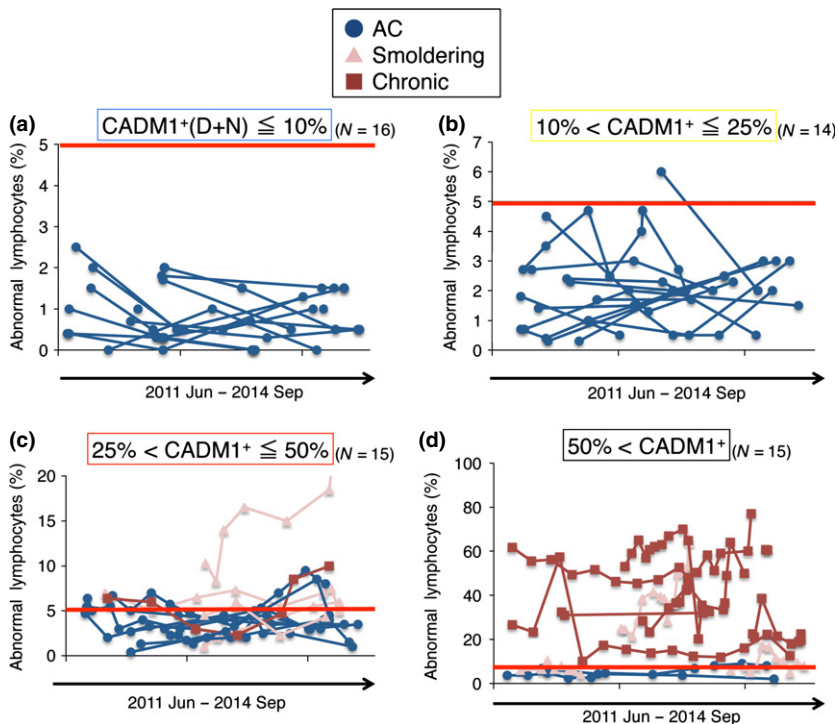 AC
Smoldering
Chronic
(a)
CADM1⁺(D+N) ≦ 10% (N = 16)
Abnormal lymphocytes (%)
5
4
3
2
1
0
2011 Jun – 2014 Sep
(b)
10% < CADM1⁺ ≦ 25% (N = 14)
Abnormal lymphocytes (%)
7
6
5
4
3
2
1
0
2011 Jun – 2014 Sep
(c)
25% < CADM1⁺ ≦ 50% (N = 15)
Abnormal lymphocytes (%)
20
15
10
5
0
2011 Jun – 2014 Sep
(d)
50% < CADM1⁺ (N = 15)
Abnormal lymphocytes (%)
100
80
60
40
20
0
2011 Jun – 2014 Sep